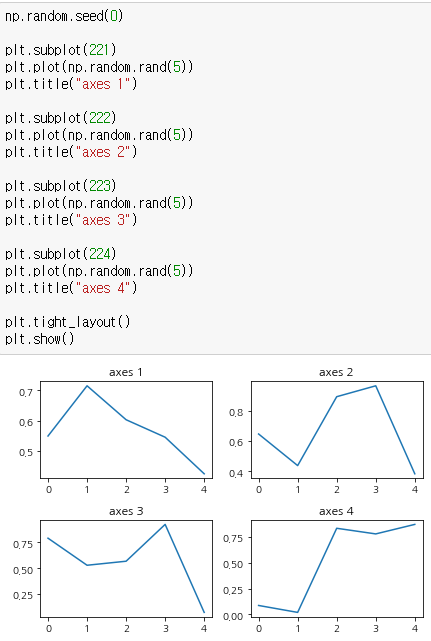 np.random.seed(0)
plt.subplot(221)
plt.plot(np.random.rand(5))
plt.title("axes 1")
plt.subplot(222)
plt.plot(np.random.rand(5))
plt.title("axes 2")
plt.subplot(223)
plt.plot(np.random.rand(5))
plt.title("axes 3")
plt.subplot(224)
plt.plot(np.random.rand(5))
plt.title("axes 4")
plt.tight_layout()
plt.show()
axes 1
0.7
0.6
0.5
0 1 2 3 4
axes 2
0.8
0.6
0.4
0 1 2 3 4
axes 3
0.75
0.50
0.25
0 1 2 3 4
axes 4
0.75
0.50
0.25
0.00
0 1 2 3 4